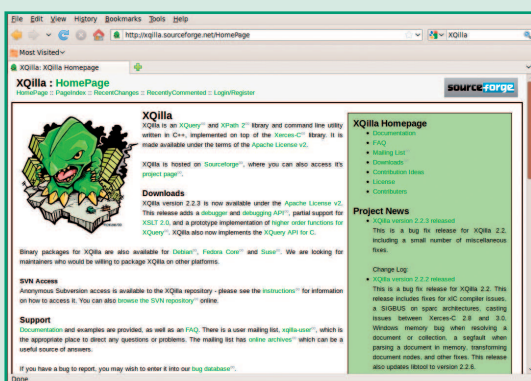 File Edit View History Bookmarks Tools Help
http://xqilla.sourceforge.net/HomePage
XQilla
Most Visited
XQilla: XQilla Homepage
XQilla : HomePage
HomePage :: PageIndex :: RecentChanges :: RecentlyCommented :: Login/Register
sourceforge
XQilla
XQilla is an XQuery and XPath 2 library and command line utility
written in C++, implemented on top of the Xerces-C library. It is
made available under the terms of the Apache License v2.
XQilla is hosted on Sourceforge, where you can also access it's
project page.
Downloads
XQilla version 2.2.3 is now available under the Apache License v2.
This release adds a debugger and debugging API, partial support for
XSLT 2.0, and a prototype implementation of higher order functions for
XQuery. XQilla also now implements the XQuery API for C.
Binary packages for XQilla are also available for Debian, Fedora Core and Suse. We are looking for
maintainers who would be willing to package XQilla on other platforms.
SVN Access
Anonymous Subversion access is available to the XQilla repository - please see the instructions for information
on how to access it. You can also browse the SVN repository online.
Support
Documentation and examples are provided, as well as an FAQ. There is a user mailing list, xqilla-user, which is
the appropriate place to direct any questions or problems. The mailing list has online archives which can be a
useful source of answers.
If you have a bug to report, you may wish to enter it into our bug database.
XQilla Homepage
Documentation
FAQ
Mailing List
Downloads
Contribution Ideas
License
Contributers
Project News
XQilla version 2.2.3 released
This is a bug fix release for XQilla 2.2,
including a small number of miscellaneous
fixes.
Change Log:
XQilla version 2.2.2 released
This is a bug fix release for XQilla 2.2. This
release includes fixes for xlC compiler issues,
a SIGBUS on sparc architectures, casting
issues between Xerces-C 2.8 and 3.0,
Windows memory bug when resolving a
document or collection, a segfault when
parsing a document in memory, transforming
document nodes, and other fixes. This release
also updates libtool to version 2.2.6.
Done